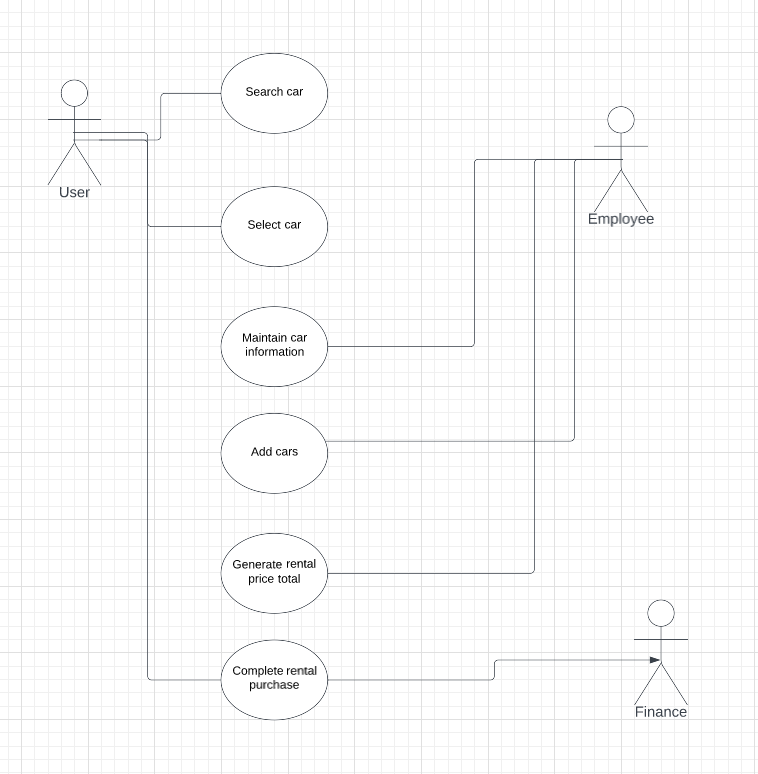 Search car
User
Employee
Select car
Maintain car
information
Add cars
Generate rental
price total
Complete rental
purchase
Finance